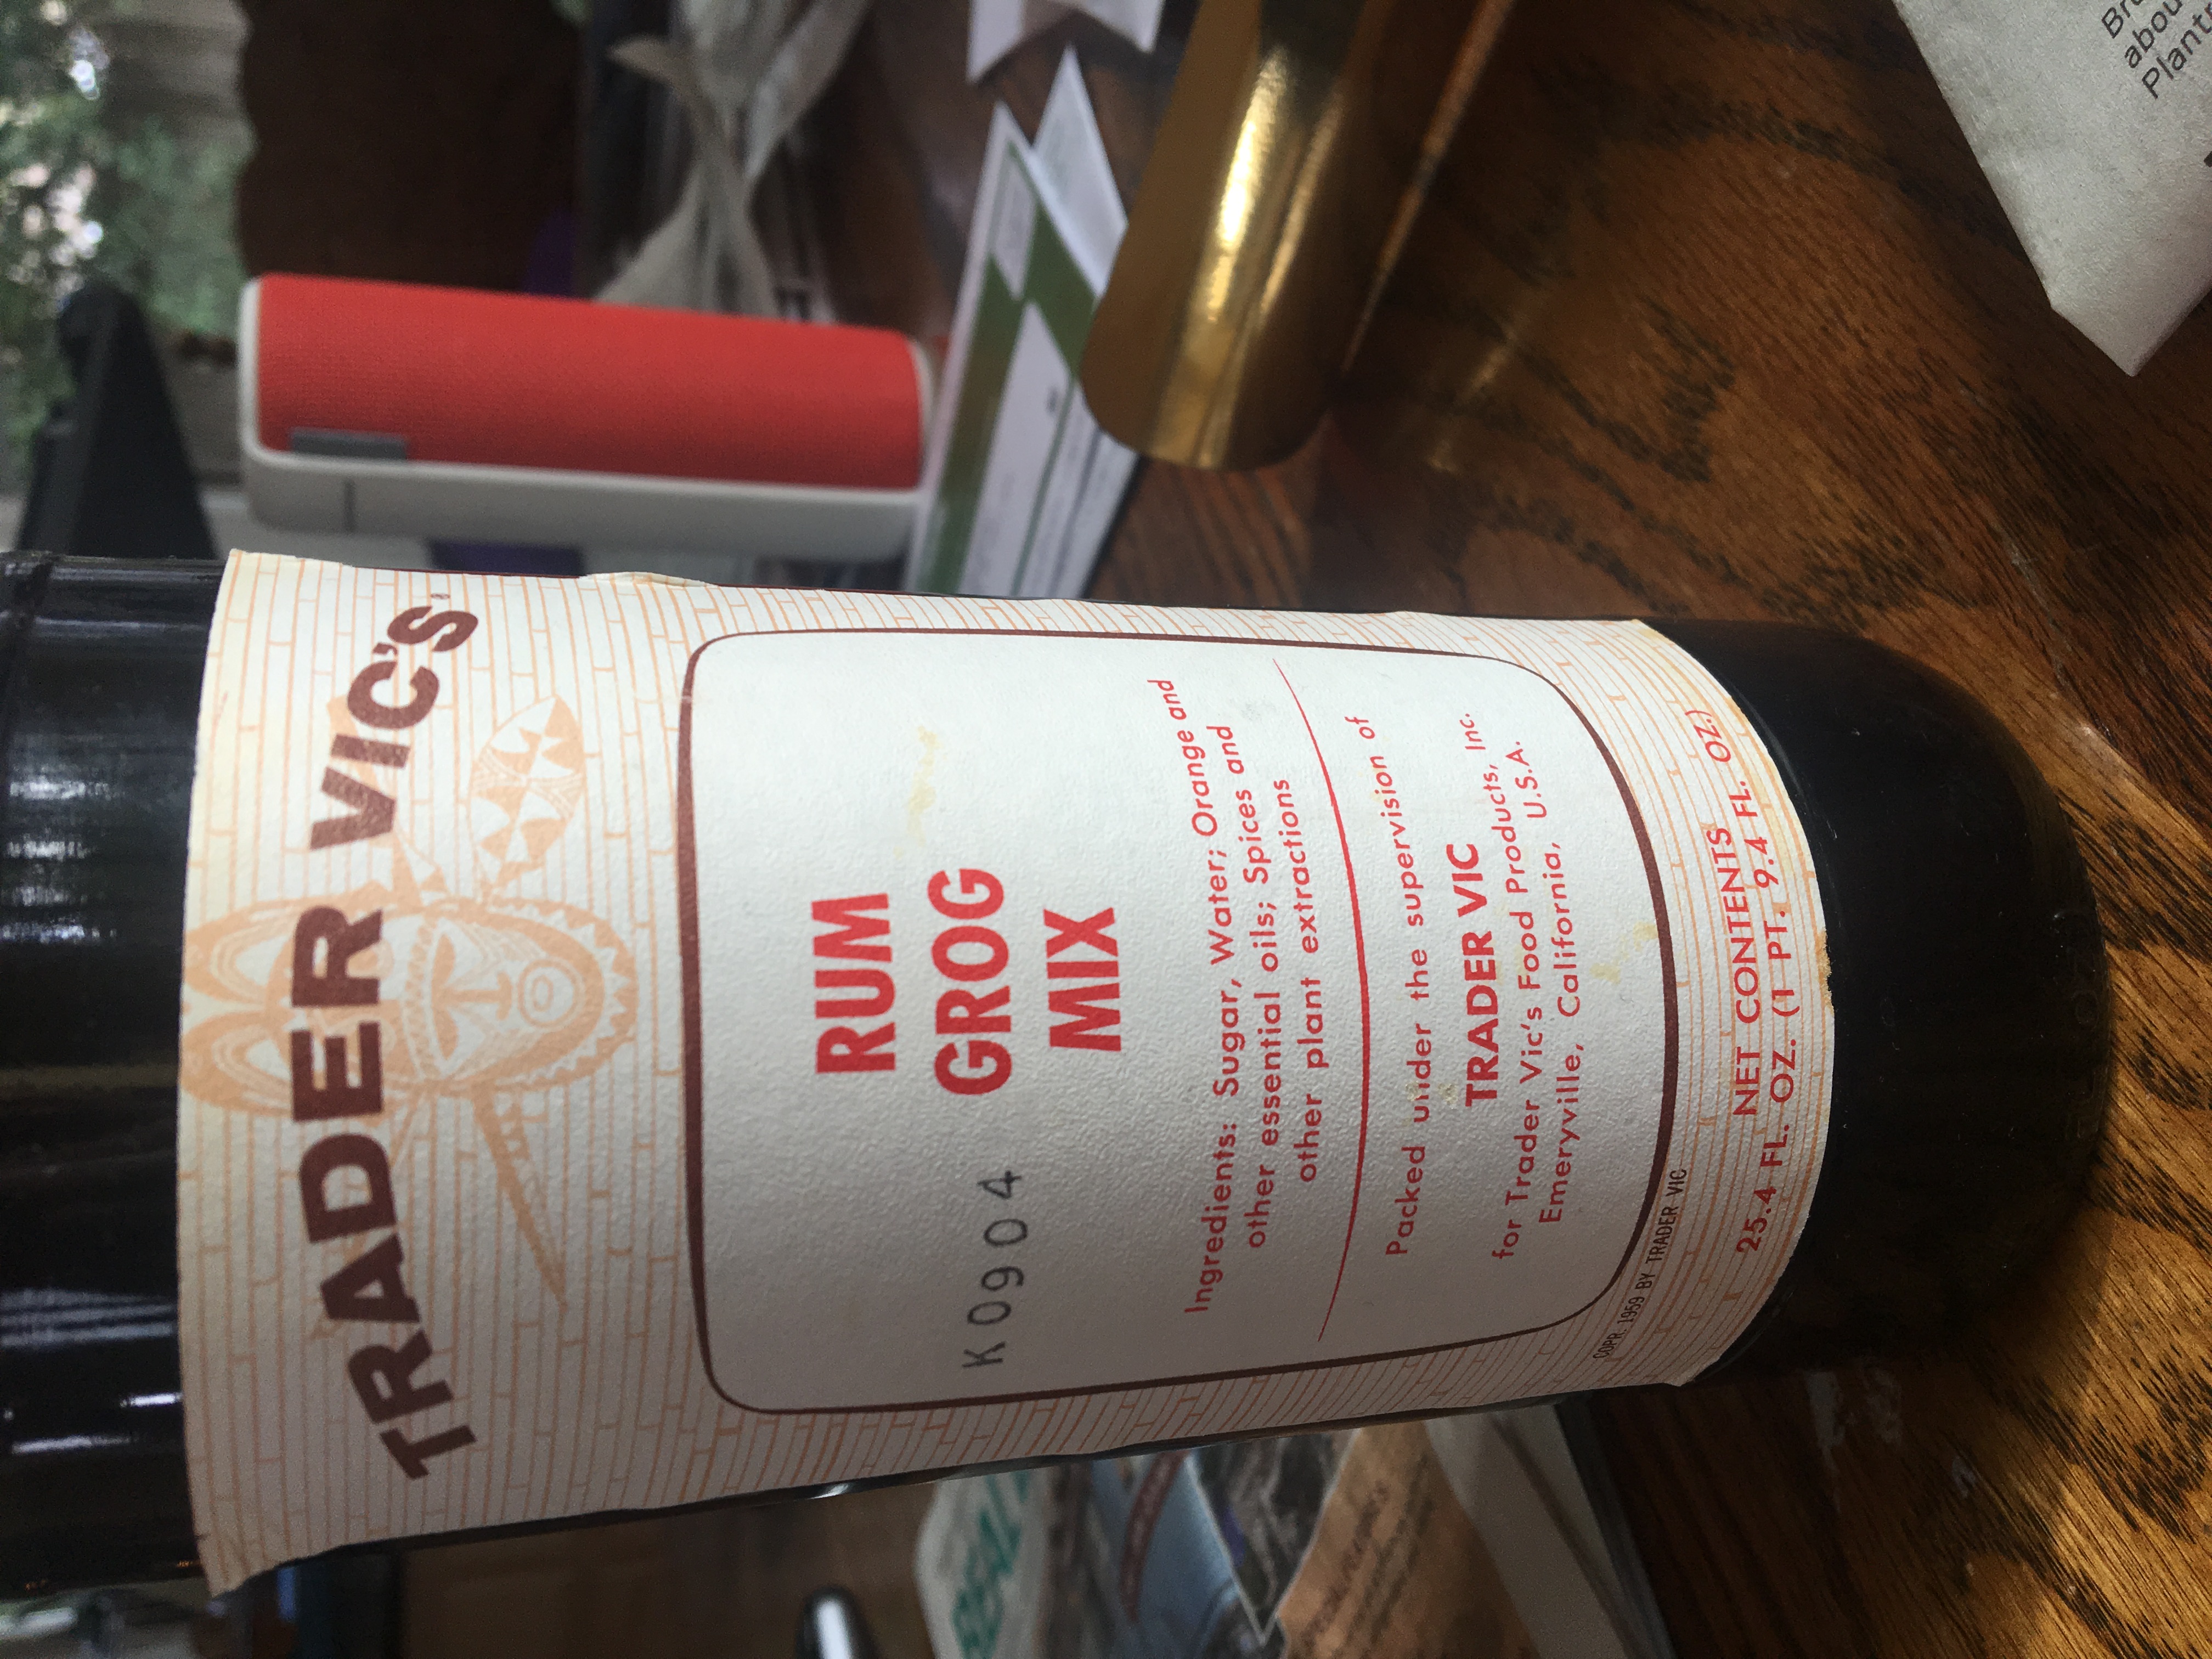 TRADER VIC'S
RUM
GROG
MIX
K0904
Ingredients: Sugar, Water; Orange and
other essential oils; Spices and
other plant extractions
Packed under the supervision of
TRADER VIC
for Trader Vic's Food Products, Inc.
Emeryville, California, U.S.A.
COPR. 1959 BY TRADER VIC
NET CONTENTS
25.4 FL. OZ. (1 PT. 9.4 FL. OZ.)
abou